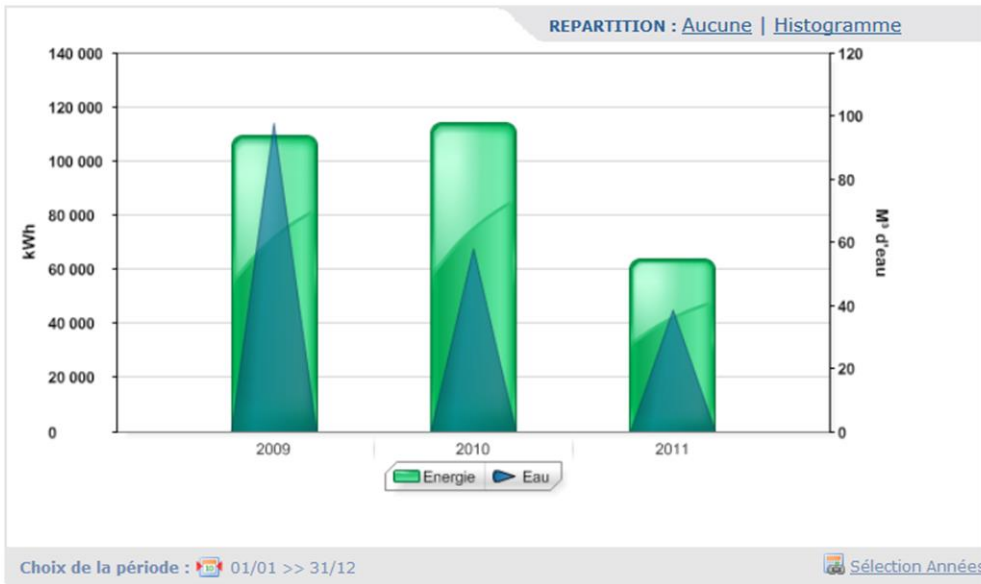 REPARTITION : Aucune | Histogramme
140 000
120 000
100 000
80 000
60 000
40 000
20 000
0
kWh
120
100
80
60
40
20
0
M³ d'eau
2009
2010
2011
Energie
Eau
Choix de la période : 01/01 >> 31/12
Sélection Années